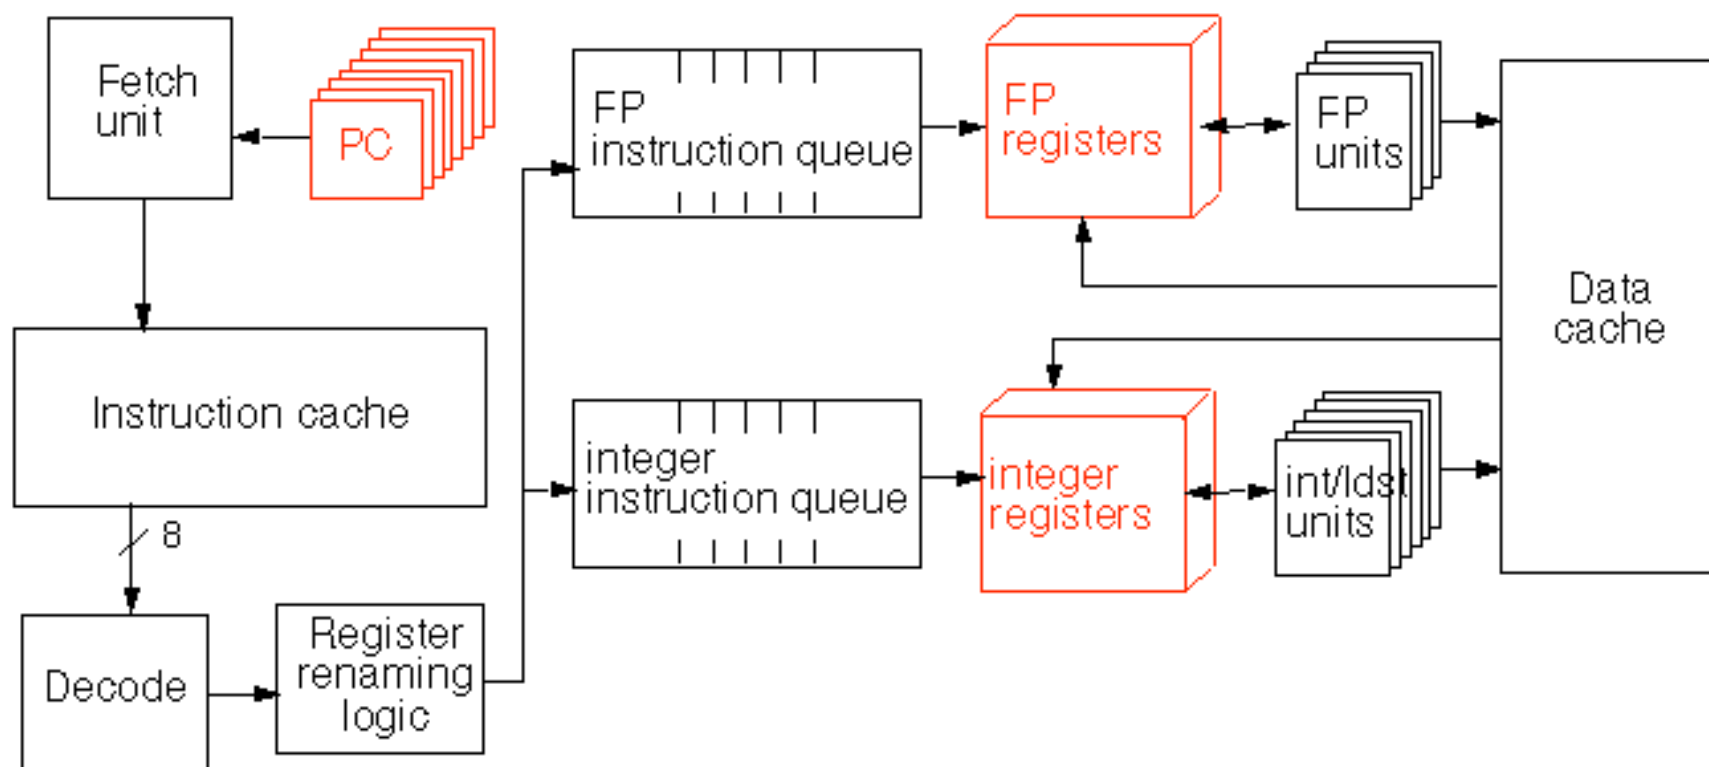 Fetch
unit
PC
FP
instruction queue
FP
registers
FP
units
Data
cache
Instruction cache
integer
instruction queue
integer
registers
int/ldst
units
8
Decode
Register
renaming
logic